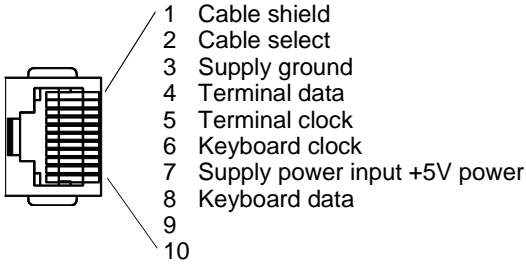 1 Cable shield
2 Cable select
3 Supply ground
4 Terminal data
5 Terminal clock
6 Keyboard clock
7 Supply power input +5V power
8 Keyboard data
9
10